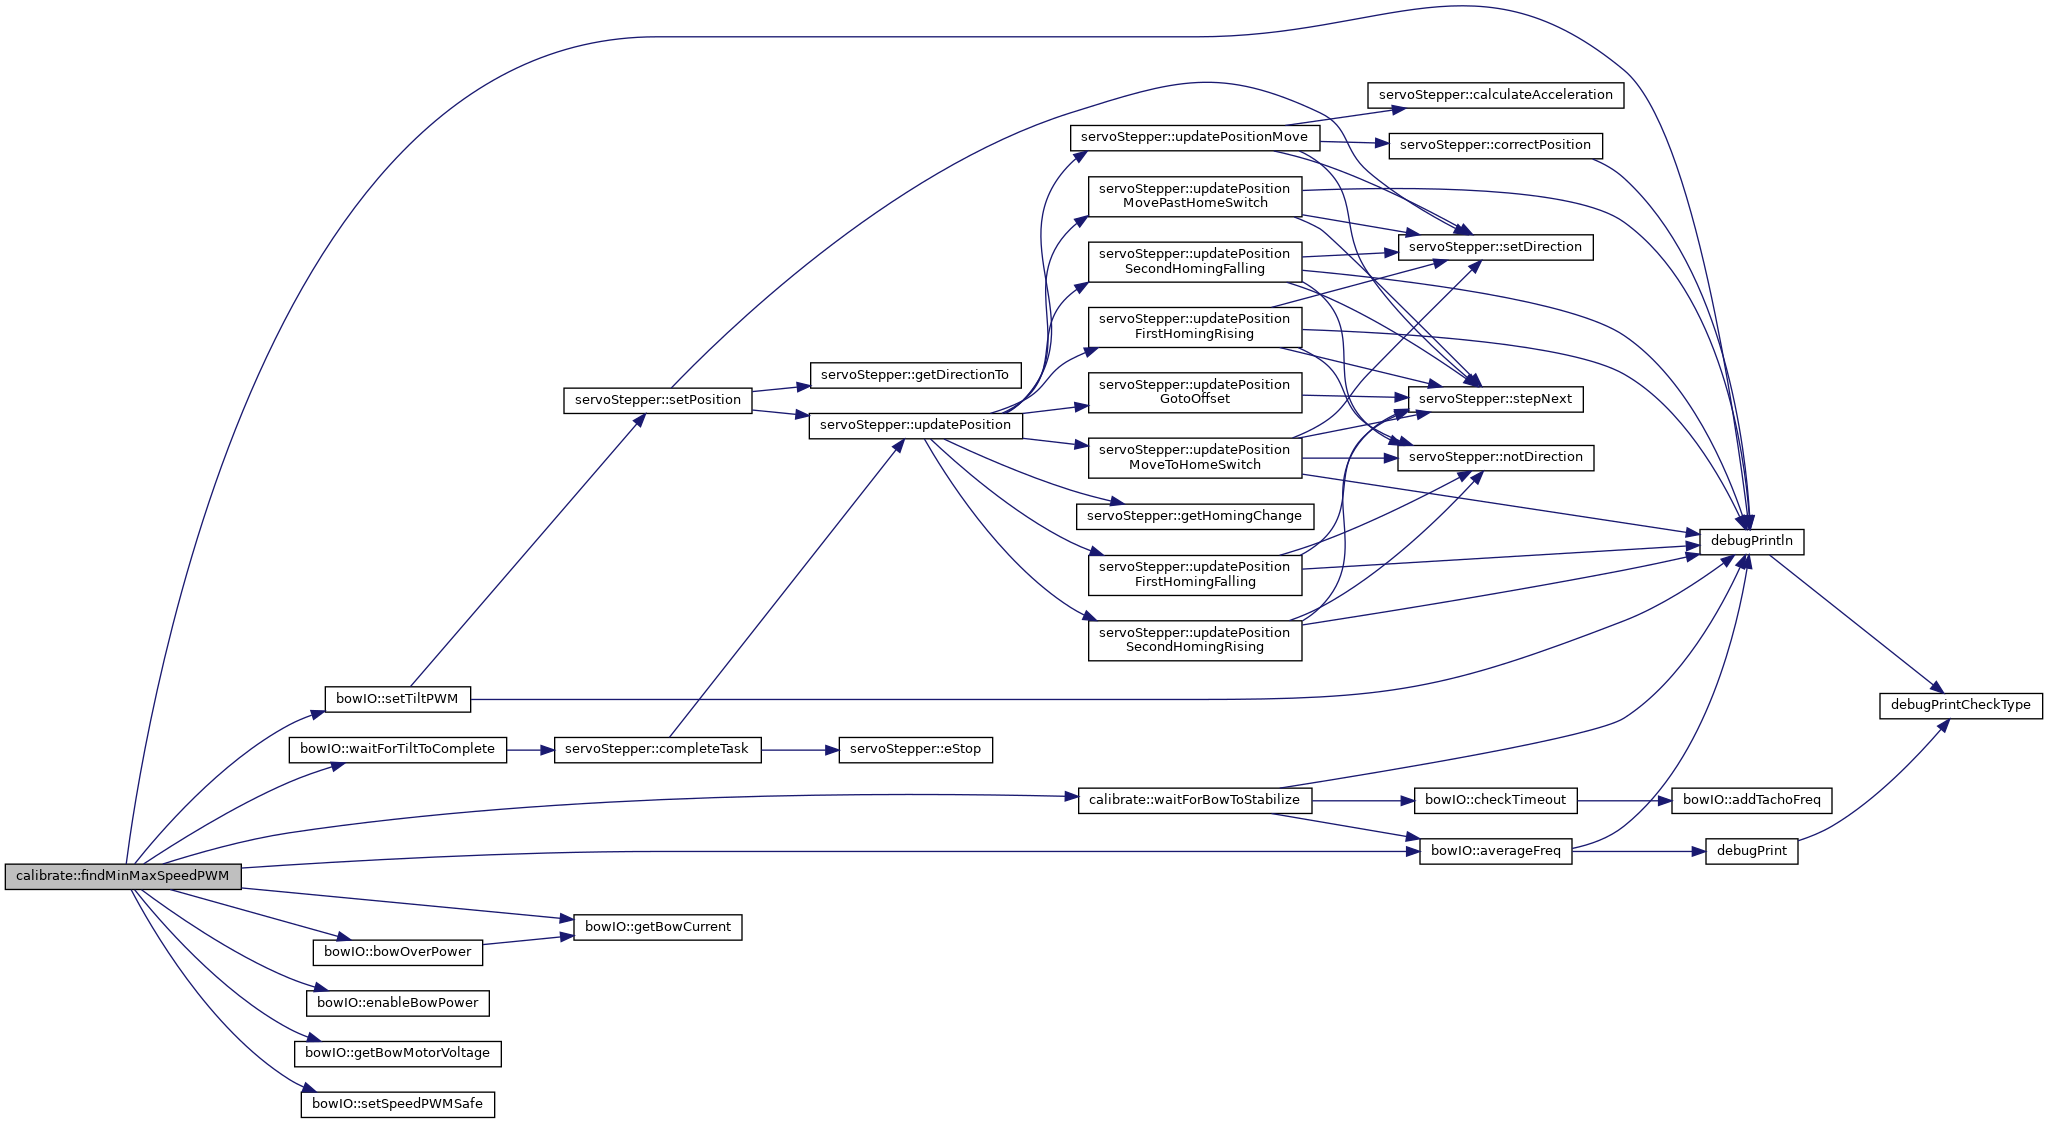 servoStepper::calculateAcceleration
servoStepper::updatePositionMove
servoStepper::correctPosition
servoStepper::updatePosition
MovePastHomeSwitch
servoStepper::setDirection
servoStepper::updatePosition
SecondHomingFalling
servoStepper::updatePosition
FirstHomingRising
servoStepper::getDirectionTo
servoStepper::setPosition
servoStepper::updatePosition
GotoOffset
servoStepper::stepNext
servoStepper::updatePosition
servoStepper::updatePosition
MoveToHomeSwitch
servoStepper::notDirection
servoStepper::getHomingChange
debugPrintln
servoStepper::updatePosition
FirstHomingFalling
servoStepper::updatePosition
SecondHomingRising
bowIO::setTiltPWM
debugPrintCheckType
bowIO::waitForTiltToComplete
servoStepper::completeTask
servoStepper::eStop
calibrate::waitForBowToStabilize
bowIO::checkTimeout
bowIO::addTachoFreq
bowIO::averageFreq
debugPrint
calibrate::findMinMaxSpeedPWM
bowIO::getBowCurrent
bowIO::bowOverPower
bowIO::enableBowPower
bowIO::getBowMotorVoltage
bowIO::setSpeedPWMSafe